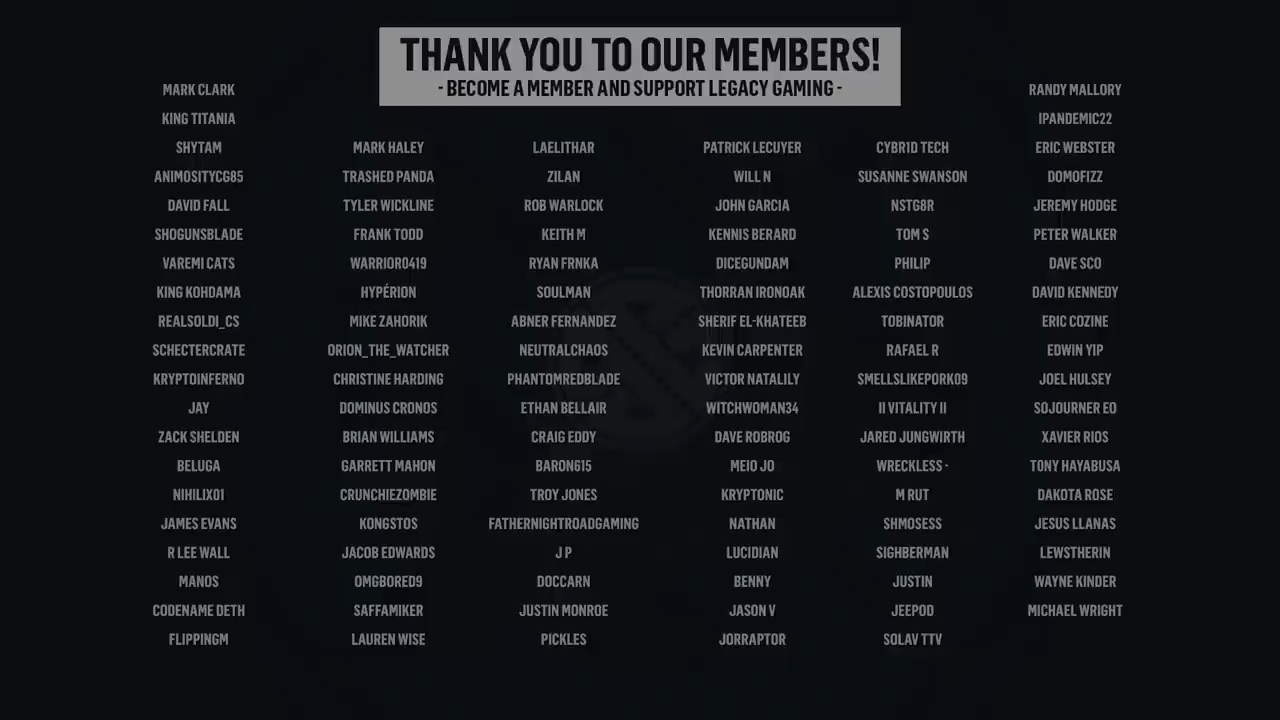 THANK YOU TO OUR MEMBERS!
- BECOME A MEMBER AND SUPPORT LEGACY GAMING -
MARK CLARK
KING TITANIA
SHYTAM
ANIMOSITYCG85
DAVID FALL
SHOGUNSBLADE
VAREMI CATS
KING KOHDAMA
REALSOLDI_CS
SCHECTERCRATE
KRYPTOINFERNO
JAY
ZACK SHELDEN
BELUGA
NIHILIX01
JAMES EVANS
R LEE WALL
MANOS
CODENAME DETH
FLIPPINGM
MARK HALEY
TRASHED PANDA
TYLER WICKLINE
FRANK TODD
WARRIOR0419
HYPÉRION
MIKE ZAHORIK
ORION_THE_WATCHER
CHRISTINE HARDING
DOMINUS CRONOS
BRIAN WILLIAMS
GARRETT MAHON
CRUNCHIEZOMBIE
KONGSTOS
JACOB EDWARDS
OMGBORED9
SAFFAMIKER
LAUREN WISE
LAELITHAR
ZILAN
ROB WARLOCK
KEITH M
RYAN FRNKA
SOULMAN
ABNER FERNANDEZ
NEUTRALCHAOS
PHANTOMREDBLADE
ETHAN BELLAIR
CRAIG EDDY
BARONG15
TROY JONES
FATHERNIGHTROADGAMING
J P
DOCCARN
JUSTIN MONROE
PICKLES
PATRICK LECUYER
WILL N
JOHN GARCIA
KENNIS BERARD
DICEGUNDAM
THORRAN IRONOAK
SHERIF EL-KHATEEB
KEVIN CARPENTER
VICTOR NATALILY
WITCHWOMAN34
DAVE ROBROG
MEIO JO
KRYPTONIC
NATHAN
LUCIDIAN
BENNY
JASON V
JORRAPTOR
CYBR1D TECH
SUSANNE SWANSON
NSTG8R
TOM S
PHILIP
ALEXIS COSTOPOULOS
TOBINATOR
RAFAEL R
SMELLSLIKEPORK09
II VITALITY II
JARED JUNGWIRTH
WRECKLESS -
M RUT
SHMOSESS
SIGHBERMAN
JUSTIN
JEEPOD
SOLAV TTV
RANDY MALLORY
IPANDEMIC22
ERIC WEBSTER
DOMOFIZZ
JEREMY HODGE
PETER WALKER
DAVE SCO
DAVID KENNEDY
ERIC COZINE
EDWIN YIP
JOEL HULSEY
SOJOURNER EO
XAVIER RIOS
TONY HAYABUSA
DAKOTA ROSE
JESUS LLANAS
LEWSTHERIN
WAYNE KINDER
MICHAEL WRIGHT